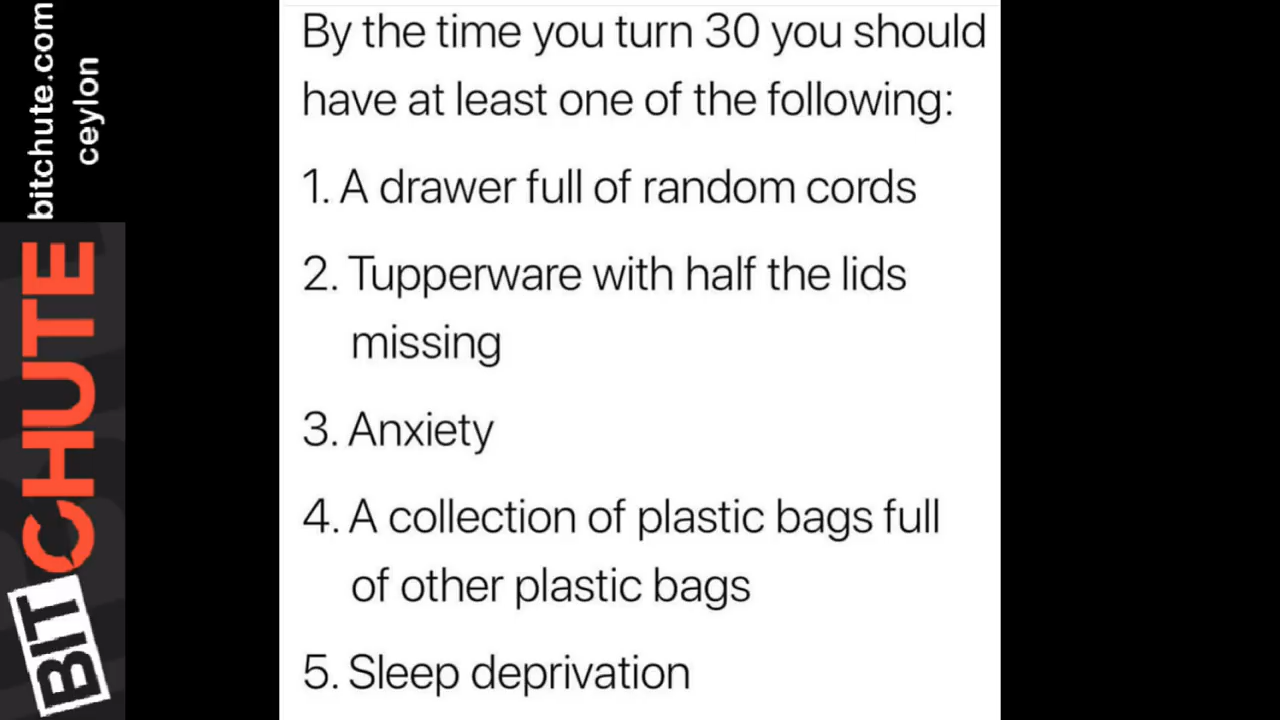 bitchute.com
ceylon
BITCHUTE
By the time you turn 30 you should
have at least one of the following:
1. A drawer full of random cords
2. Tupperware with half the lids
missing
3. Anxiety
4. A collection of plastic bags full
of other plastic bags
5. Sleep deprivation